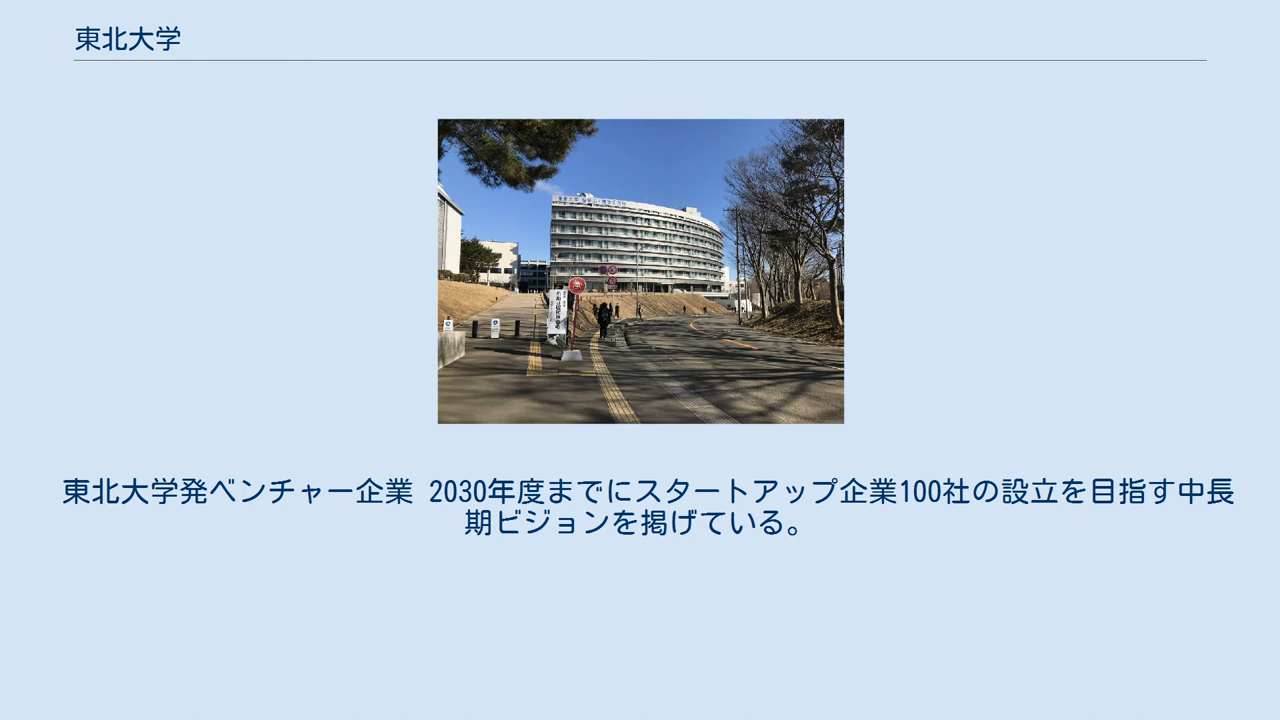 東北大学
東北大学発ベンチャー企業 2030年度までにスタートアップ企業100社の設立を目指す中長
期ビジョンを掲げている。